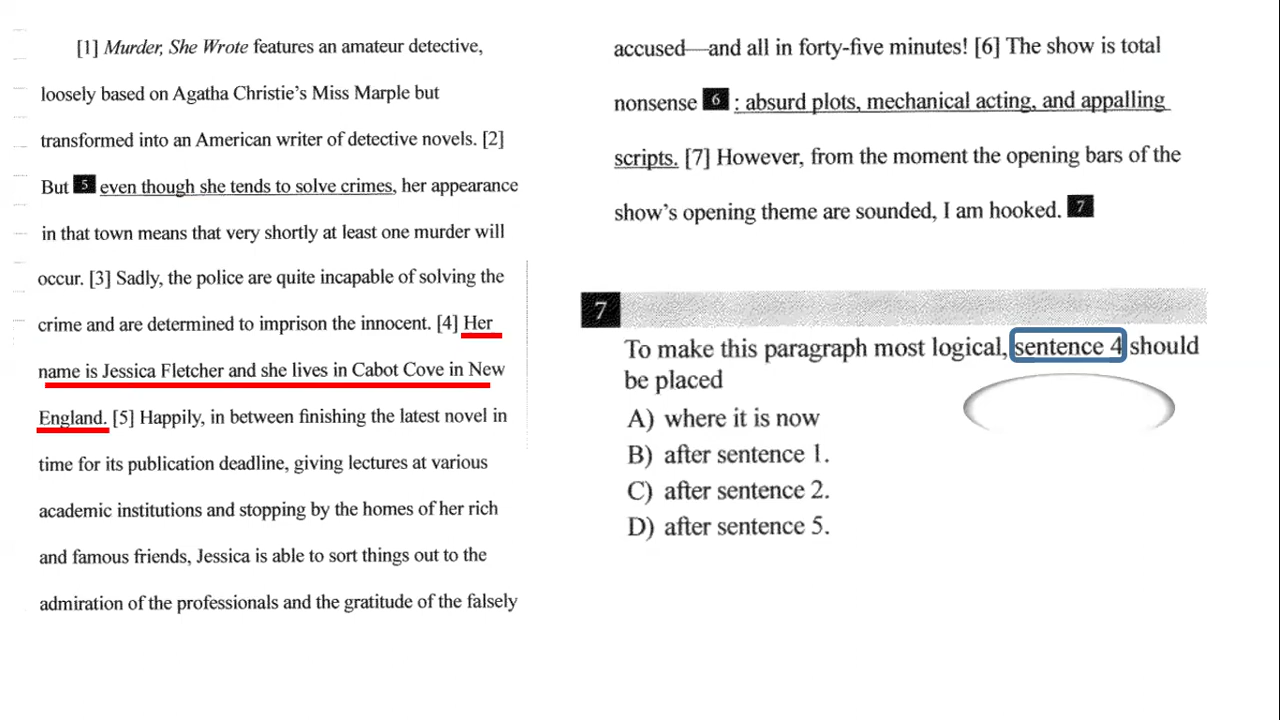 [1] Murder, She Wrote features an amateur detective,
loosely based on Agatha Christie's Miss Marple but
transformed into an American writer of detective novels. [2]
But 5 even though she tends to solve crimes, her appearance
in that town means that very shortly at least one murder will
occur. [3] Sadly, the police are quite incapable of solving the
crime and are determined to imprison the innocent. [4] Her
name is Jessica Fletcher and she lives in Cabot Cove in New
England. [5] Happily, in between finishing the latest novel in
time for its publication deadline, giving lectures at various
academic institutions and stopping by the homes of her rich
and famous friends, Jessica is able to sort things out to the
admiration of the professionals and the gratitude of the falsely
accused—and all in forty-five minutes! [6] The show is total
nonsense 6 : absurd plots, mechanical acting, and appalling
scripts. [7] However, from the moment the opening bars of the
show's opening theme are sounded, I am hooked. 7
7
To make this paragraph most logical, sentence 4 should
be placed
A) where it is now
B) after sentence 1.
C) after sentence 2.
D) after sentence 5.